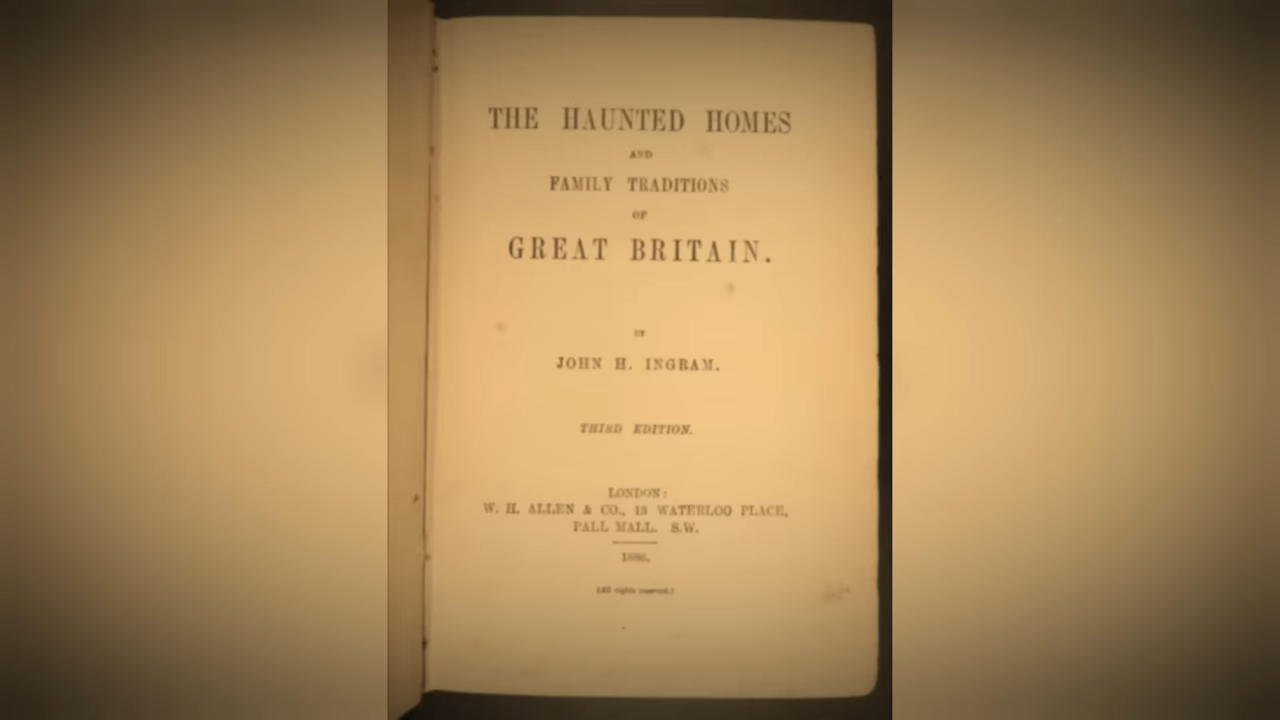 THE HAUNTED HOMES
AND
FAMILY TRADITIONS
OF
GREAT BRITAIN.
BY
JOHN H. INGRAM.
THIRD EDITION.
LONDON:
W. H. ALLEN & CO., 13 WATERLOO PLACE,
PALL MALL. S.W.
1886.
(All rights reserved.)